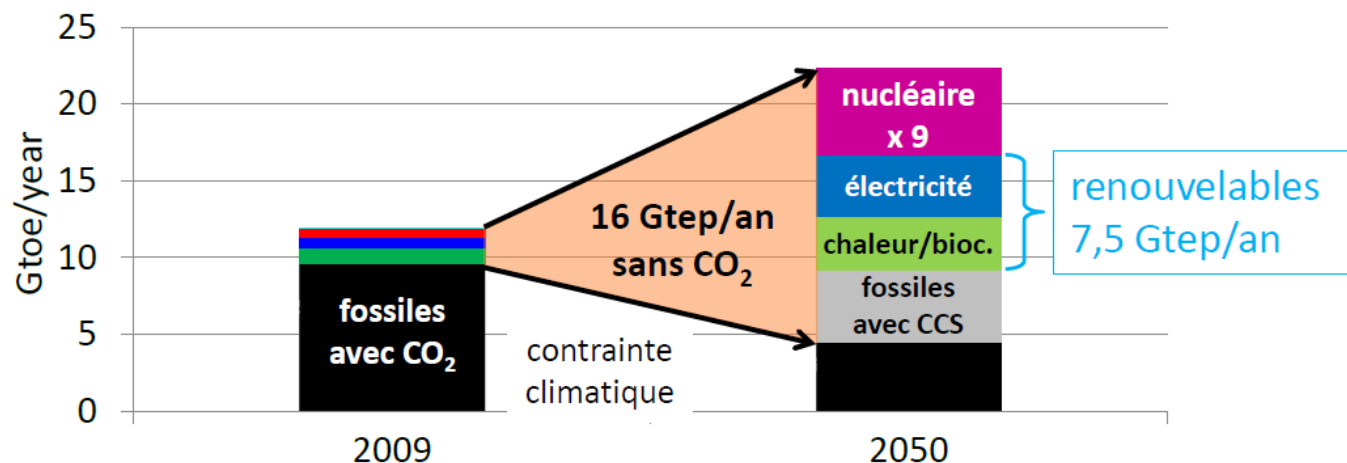 25
20
15
10
5
0
Gtoe/year
2009
2050
fossiles
avec CO₂
contrainte
climatique
16 Gtep/an
sans CO₂
nucléaire
x 9
électricité
chaleur/bioc.
fossiles
avec CCS
renouvelables
7,5 Gtep/an